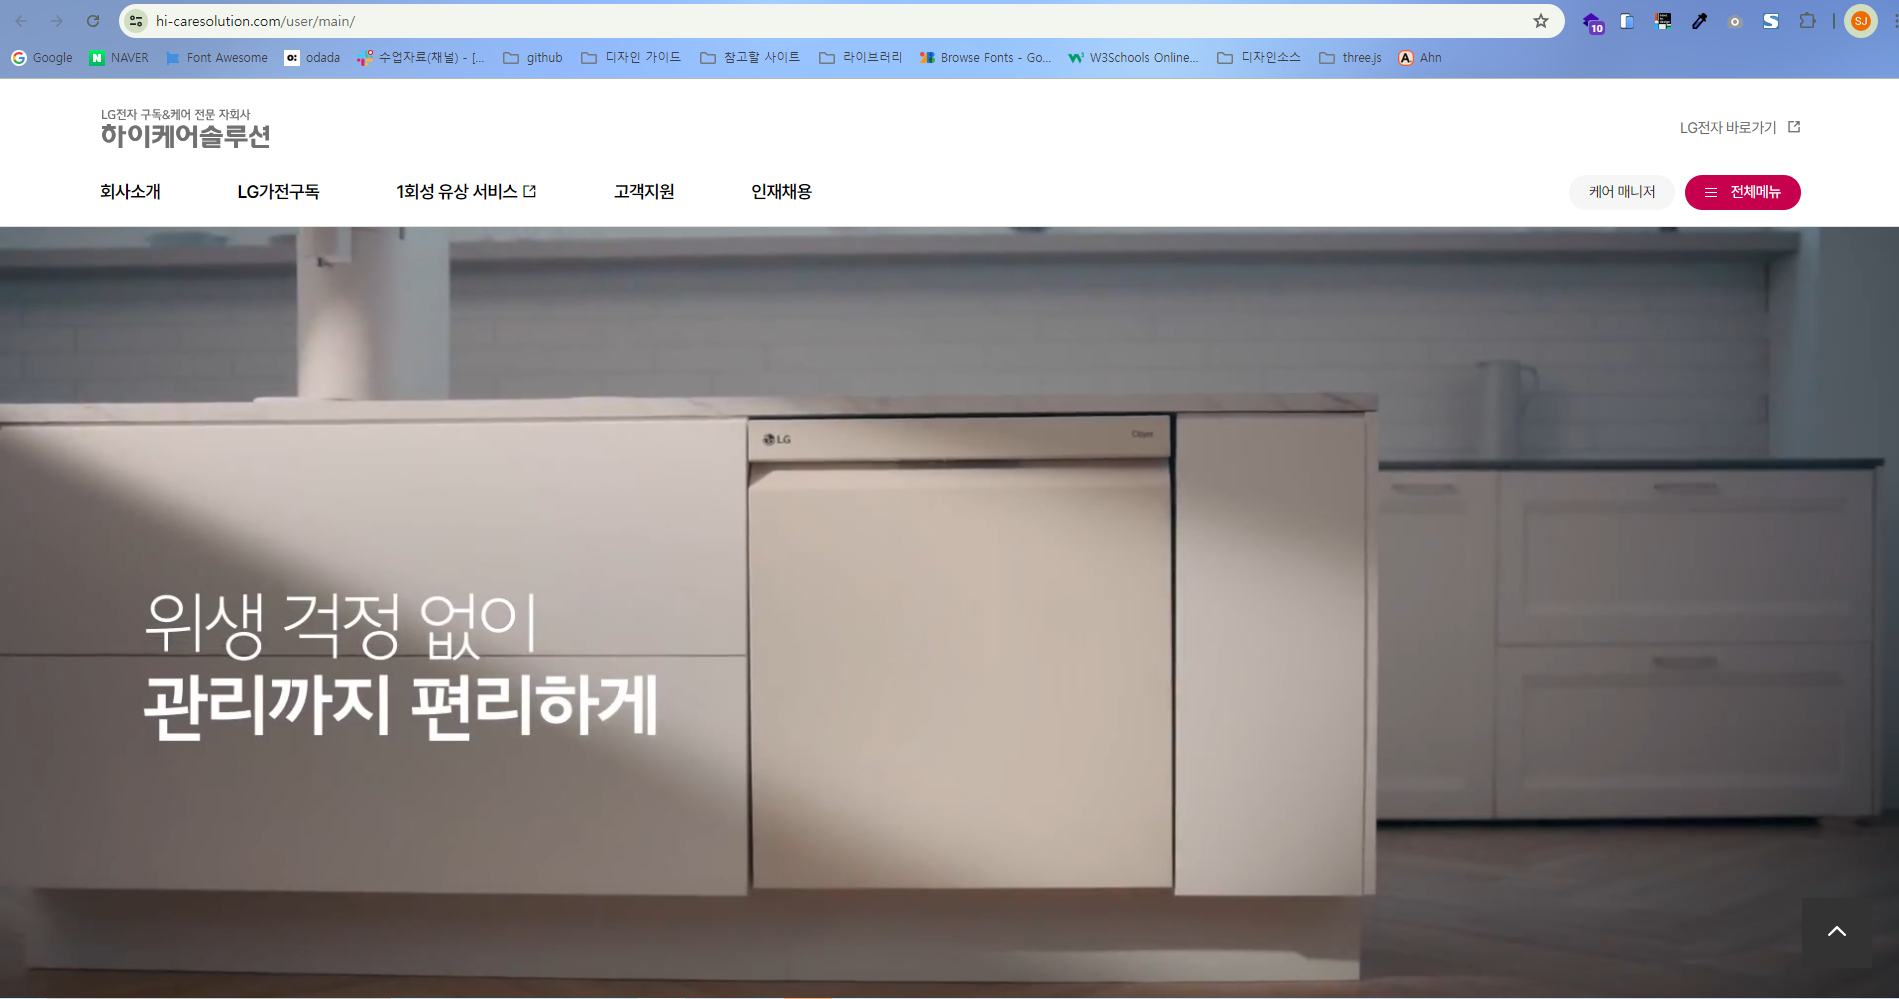 hi-caresolution.com/user/main/
10
SJ
Google
NAVER
Font Awesome
odada
수업자료(채널) - [...
github
디자인 가이드
참고할 사이트
라이브러리
Browse Fonts - Go...
W3Schools Online...
디자인소스
three.js
Ahn
LG전자 구독&케어 전문 자회사
하이케어솔루션
LG전자 바로가기
회사소개
LG가전구독
1회성 유상 서비스
고객지원
인재채용
케어 매니저
전체메뉴
LG
위생 걱정 없이
관리까지 편리하게